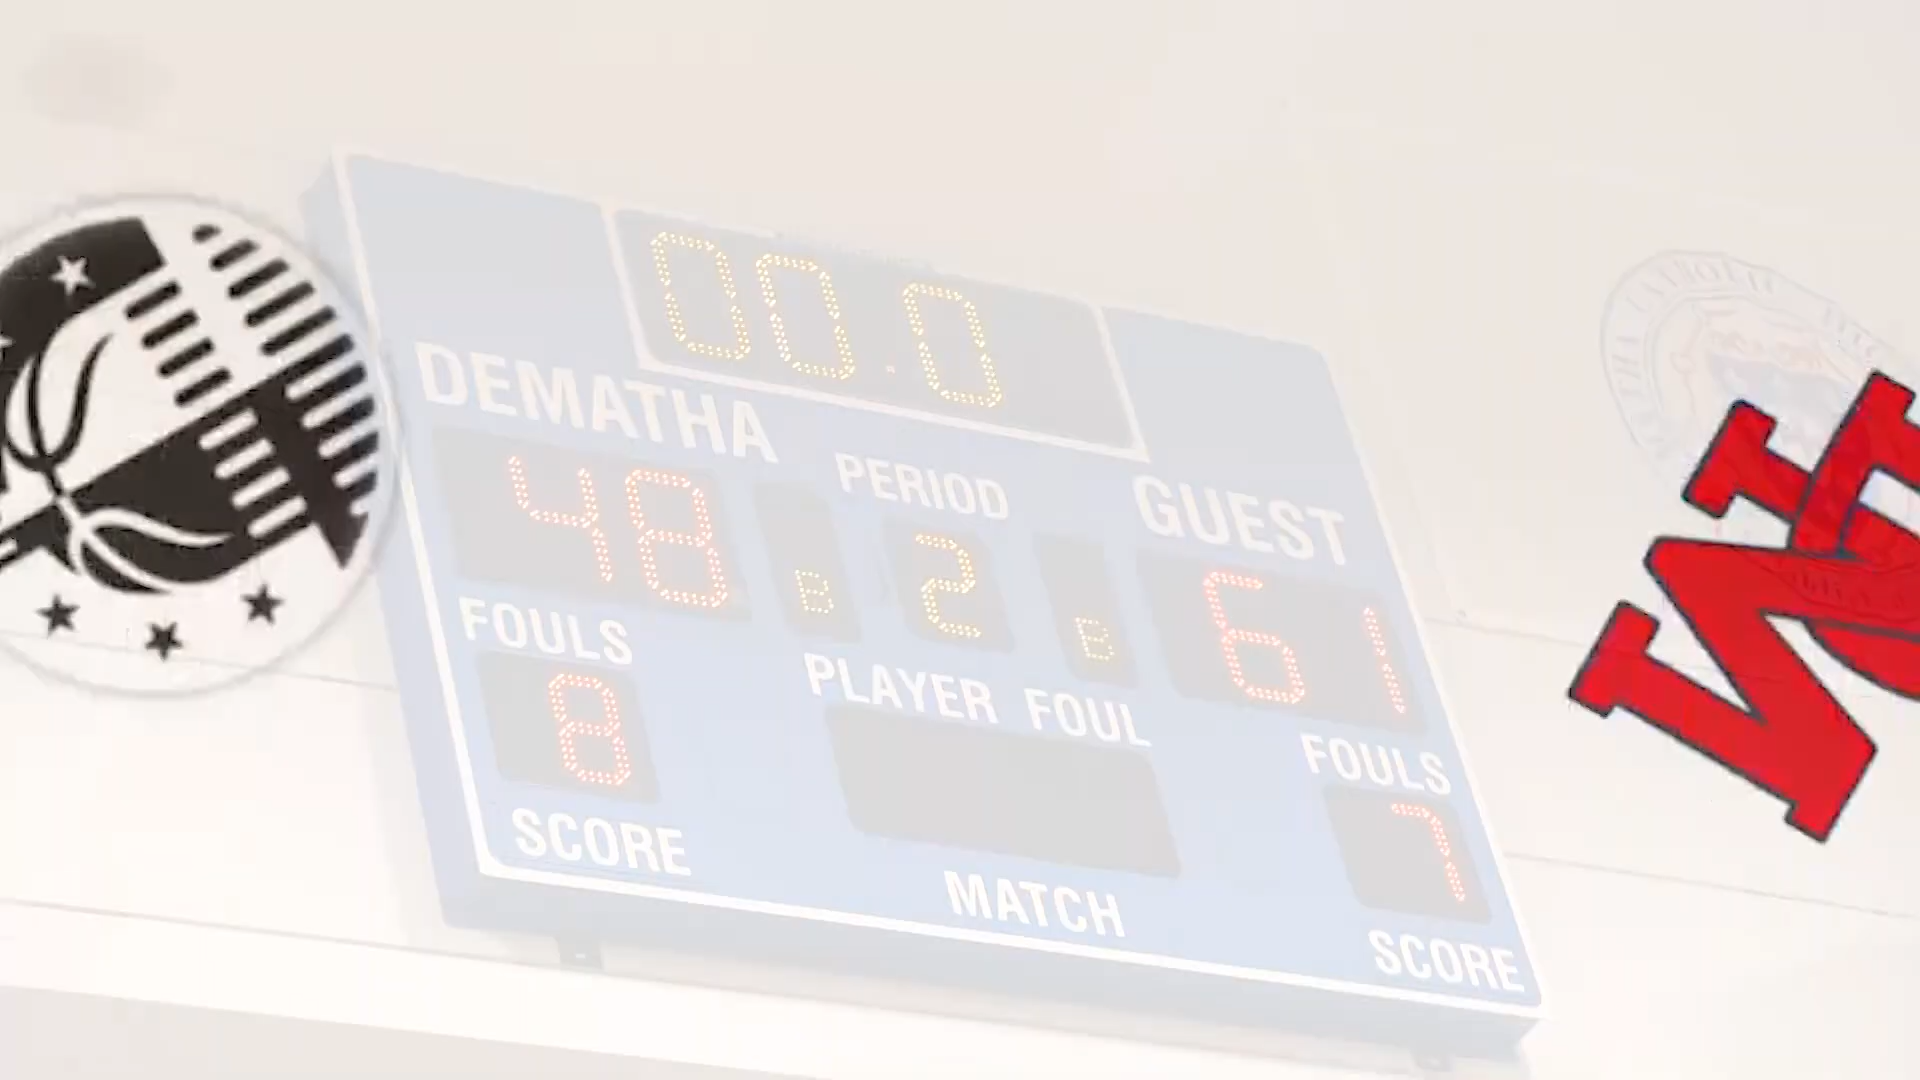 00.0
DEMATHA
PERIOD
GUEST
48
B
2
B
61
FOULS
PLAYER FOUL
FOULS
8
7
SCORE
MATCH
SCORE